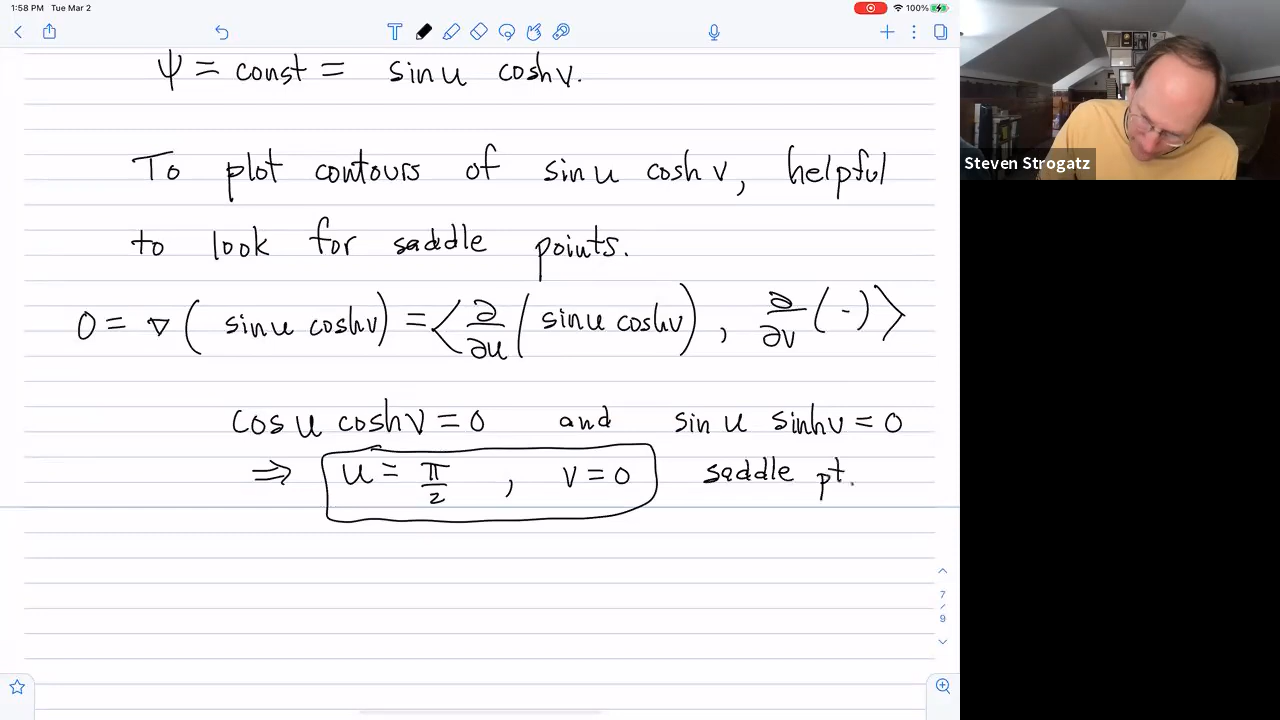 1:58 PM Tue Mar 2
100%
ψ = const = sin u cosh v.
To plot contours of sin u cosh v, helpful
to look for saddle points.
0 = ∇ ( sin u cosh v ) = < ∂/∂u ( sin u cosh v ) , ∂/∂v ( · ) >
cos u cosh v = 0 and sin u sinh v = 0
⇒ u = π/2 , v = 0 saddle pt.
7 / 9
Steven Strogatz